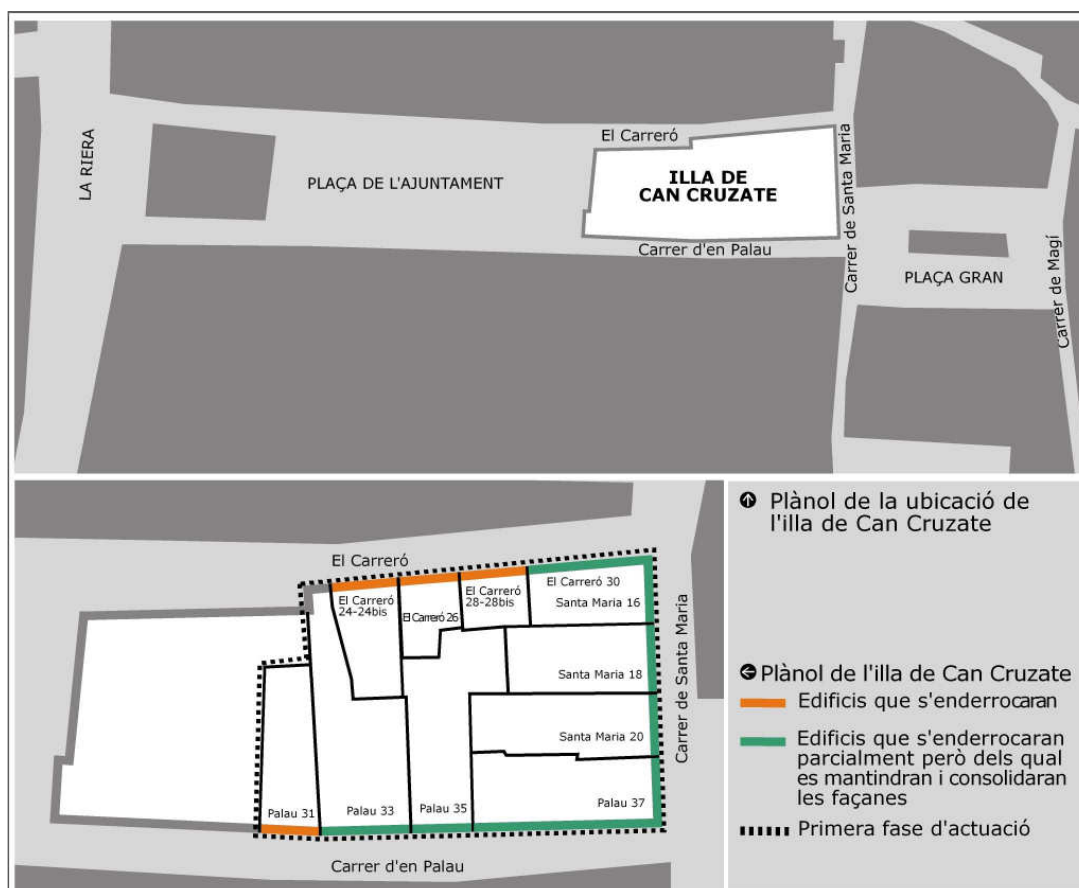 LA RIERA
PLAÇA DE L'AJUNTAMENT
El Carreró
ILLA DE
CAN CRUZATE
Carrer d'en Palau
Carrer de Santa Maria
PLAÇA GRAN
Carrer de Magí
El Carreró
El Carreró
24-24bis
El Carreró 26
El Carreró
28-28bis
El Carreró 30
Santa Maria 16
Santa Maria 18
Santa Maria 20
Palau 31
Palau 33
Palau 35
Palau 37
Carrer de Santa Maria
Carrer d'en Palau
Plànol de la ubicació de
l'illa de Can Cruzate
Plànol de l'illa de Can Cruzate
Edificis que s'enderrocaran
Edificis que s'enderrocaran
parcialment però dels qual
es mantindran i consolidaran
les façanes
Primera fase d'actuació